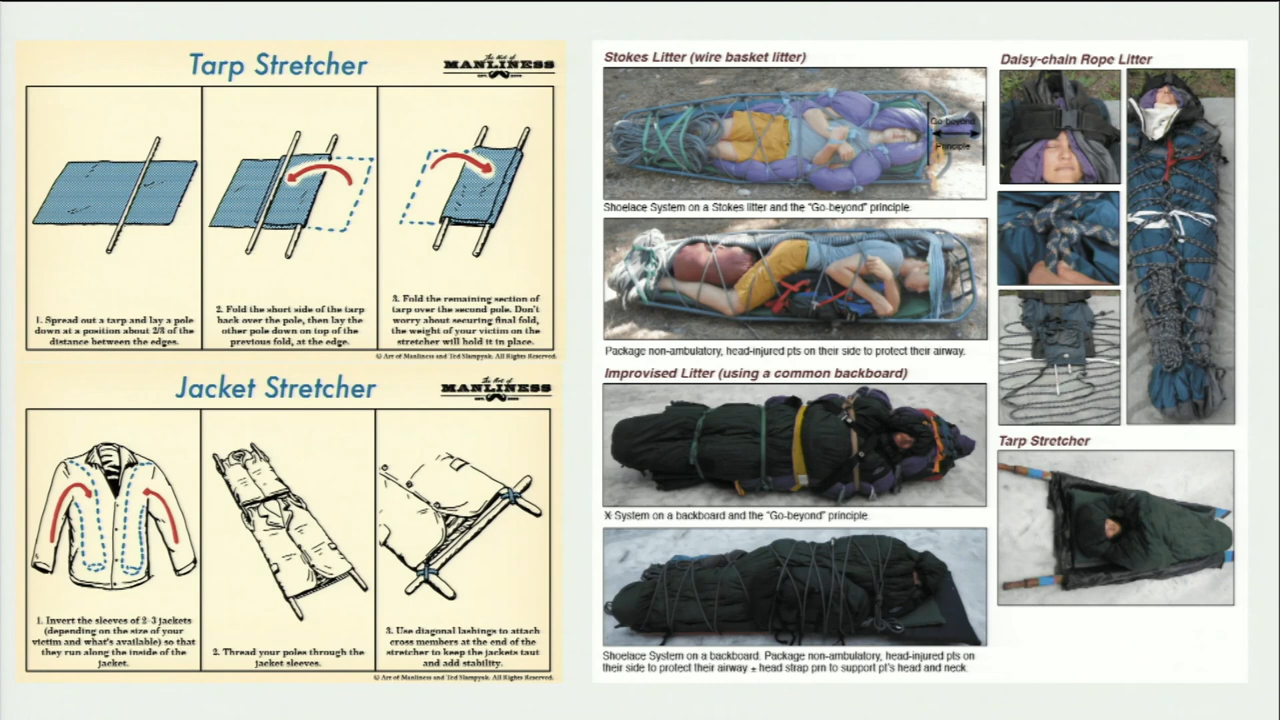 Tarp Stretcher
The Art of
MANLINESS
1. Spread out a tarp and lay a pole
down at a position about 2/3 of the
distance between the edges.
2. Fold the short side of the tarp
back over the pole, then lay the
other pole down on top of the
previous fold, at the edge.
3. Fold the remaining section of
tarp over the second pole. Don't
worry about securing final fold,
the weight of your victim on the
stretcher will hold it in place.
© Art of Manliness and Ted Slampyak. All Rights Reserved.
Jacket Stretcher
The Art of
MANLINESS
1. Invert the sleeves of 2-3 jackets
(depending on the size of your
victim and what's available) so that
they run along the inside of the
jacket.
2. Thread your poles through the
jacket sleeves.
3. Use diagonal lashings to attach
cross members at the end of the
stretcher to keep the jackets taut
and add stability.
© Art of Manliness and Ted Slampyak. All Rights Reserved.
Stokes Litter (wire basket litter)
Go-beyond
Principle
Shoelace System on a Stokes litter and the "Go-beyond" principle.
Package non-ambulatory, head-injured pts on their side to protect their airway.
Improvised Litter (using a common backboard)
X System on a backboard and the "Go-beyond" principle.
Shoelace System on a backboard. Package non-ambulatory, head-injured pts on
their side to protect their airway ± head strap prn to support pt's head and neck.
Daisy-chain Rope Litter
Tarp Stretcher